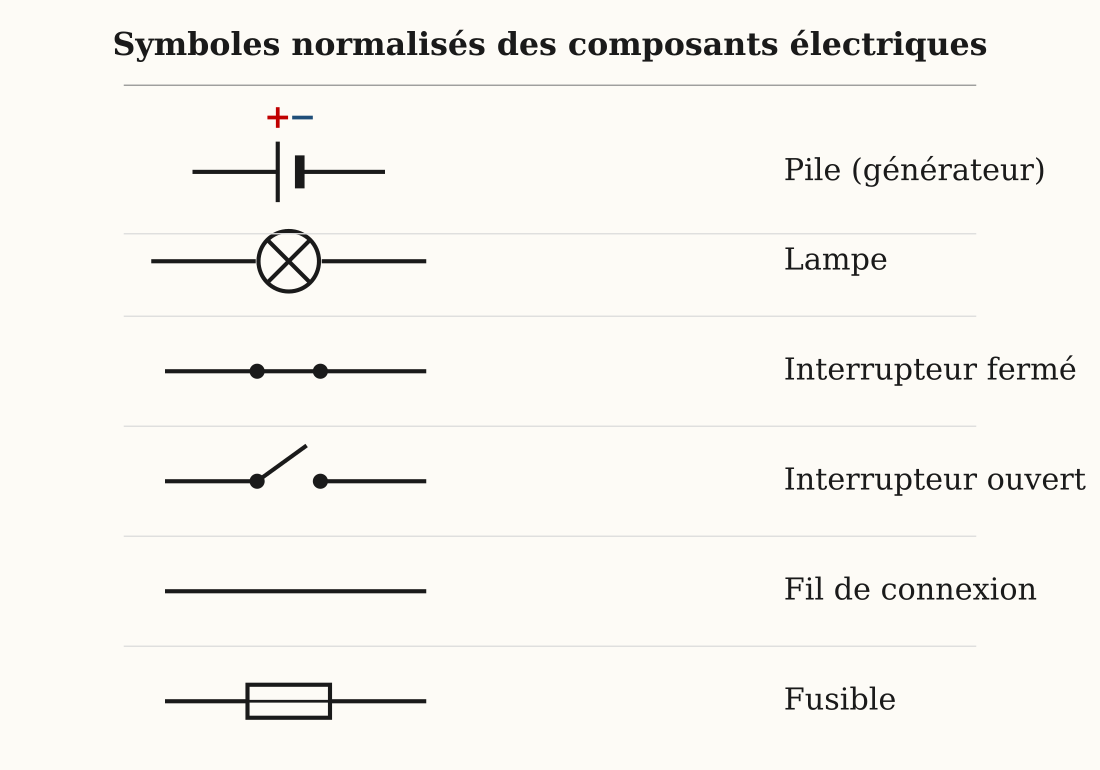 Symboles normalisés des composants électriques
+ −
Pile (générateur)
Lampe
Interrupteur fermé
Interrupteur ouvert
Fil de connexion
Fusible